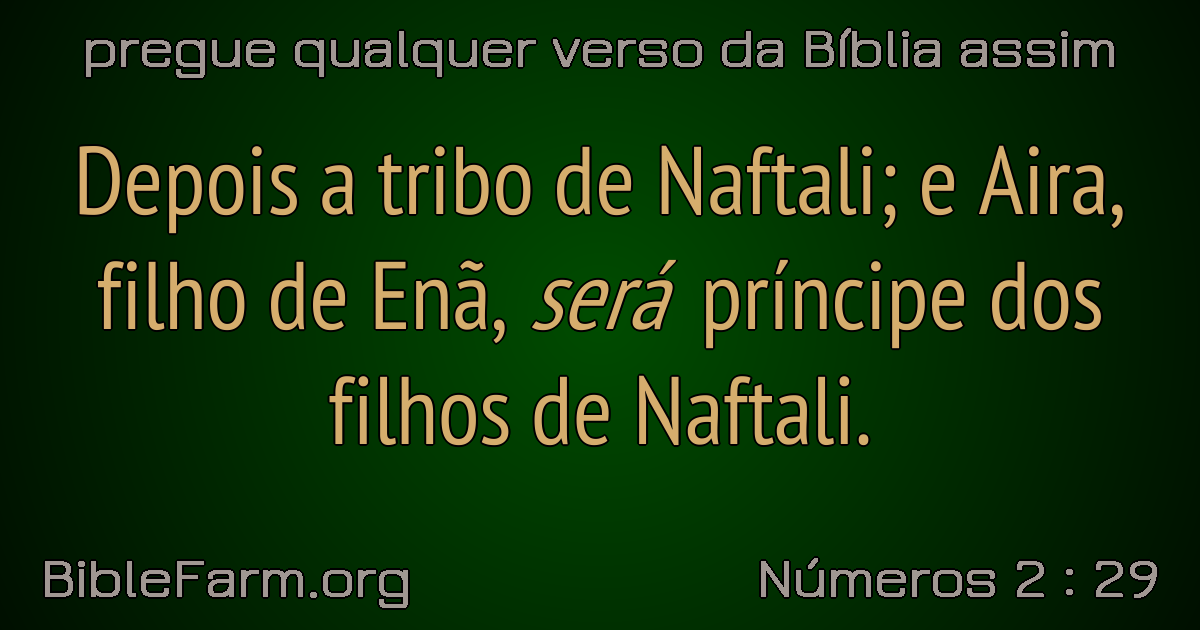 pregue qualquer verso da Bíblia assim
Depois a tribo de Naftali; e Aira,
filho de Enã, será príncipe dos
filhos de Naftali.
BibleFarm.org
Números 2 : 29